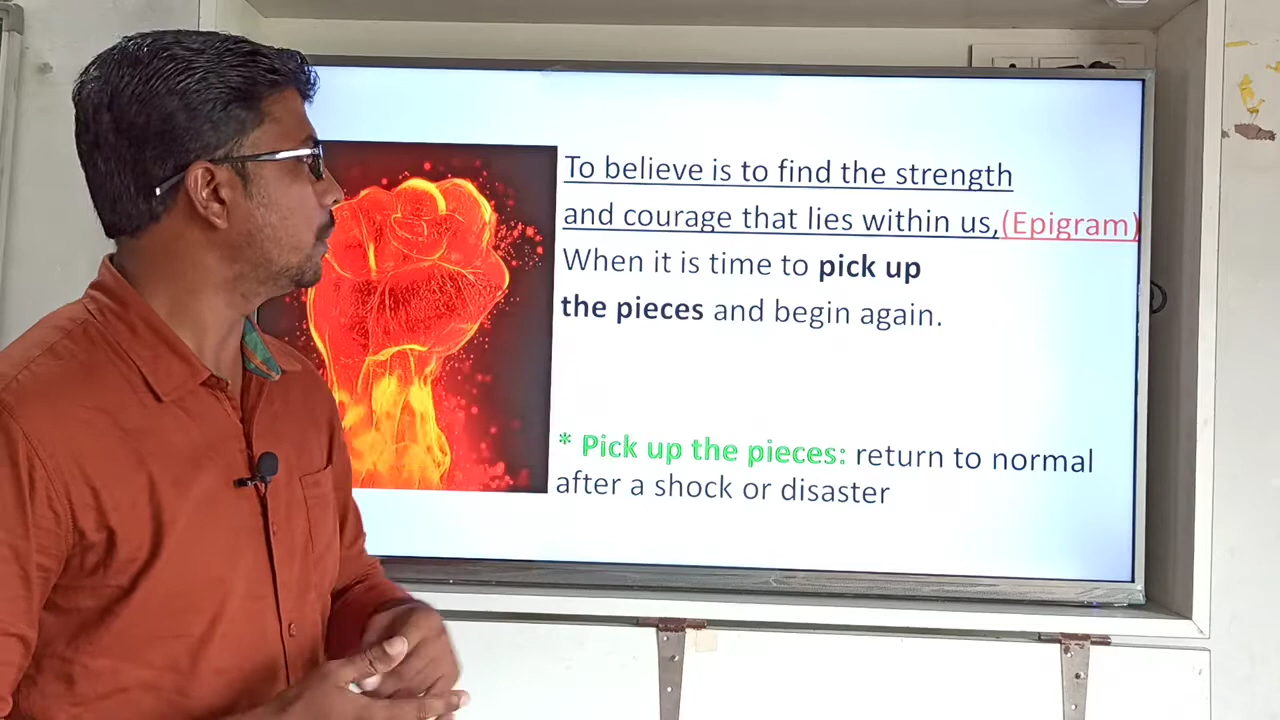 To believe is to find the strength
and courage that lies within us,(Epigram)
When it is time to pick up
the pieces and begin again.
* Pick up the pieces: return to normal
after a shock or disaster